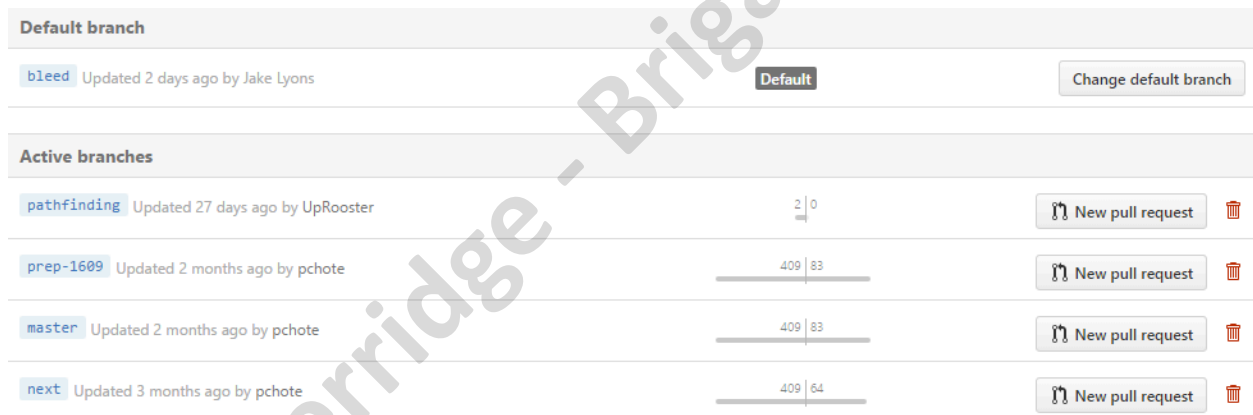 Default branch
bleed Updated 2 days ago by Jake Lyons Default Change default branch
Active branches
pathfinding Updated 27 days ago by UpRooster 2 | 0 New pull request
prep-1609 Updated 2 months ago by pchote 409 | 83 New pull request
master Updated 2 months ago by pchote 409 | 83 New pull request
next Updated 3 months ago by pchote 409 | 64 New pull request